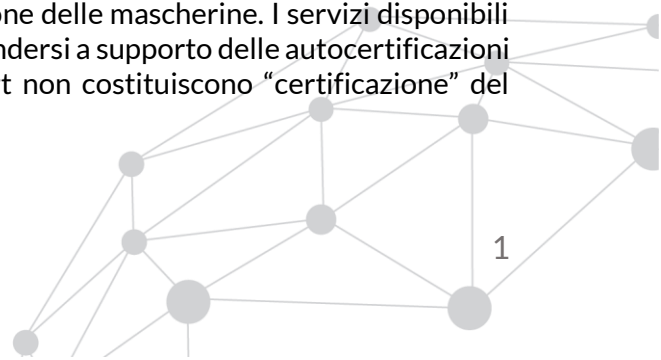 one delle mascherine. I servizi disponibili
ndersi a supporto delle autocertificazioni
t non costituiscono “certificazione” del
1